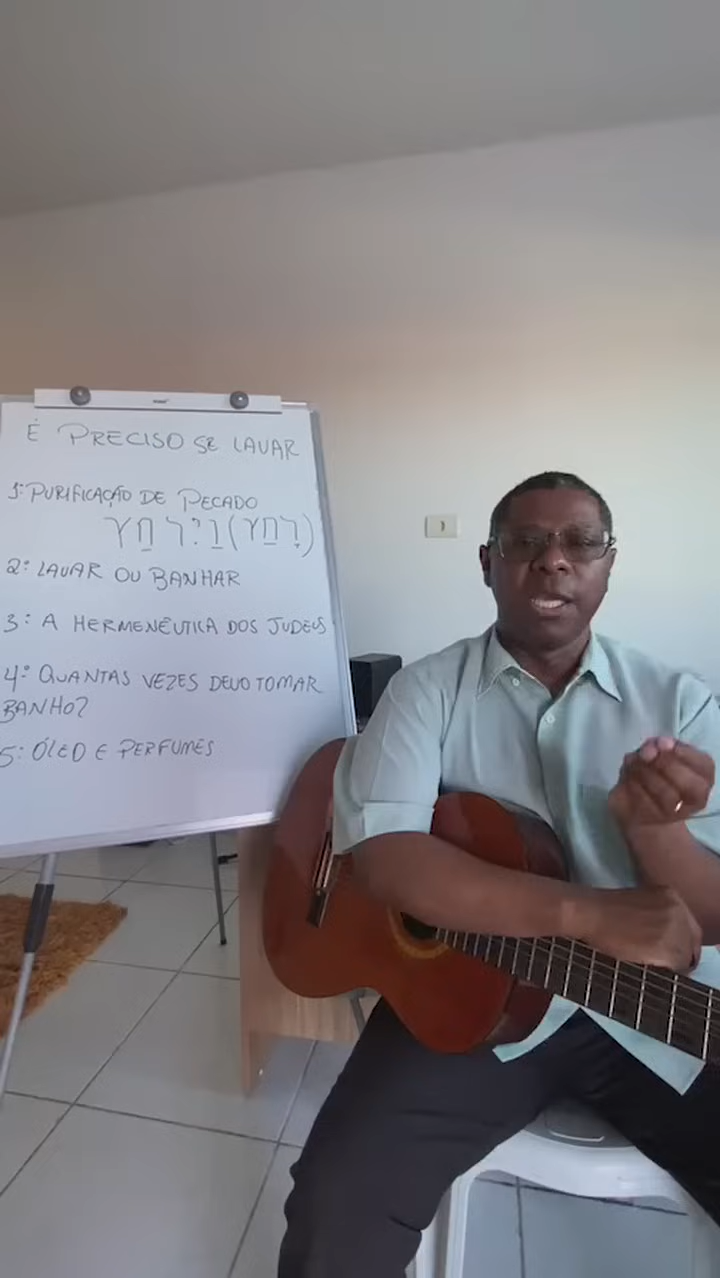 É PRECISO SE LAVAR
1º PURIFICAÇÃO DE PECADO
2º LAVAR OU BANHAR
3º A HERMENÊUTICA DOS JUDEUS
4º QUANTAS VEZES DEVO TOMAR
BANHO?
5º ÓLEO E PERFUMES